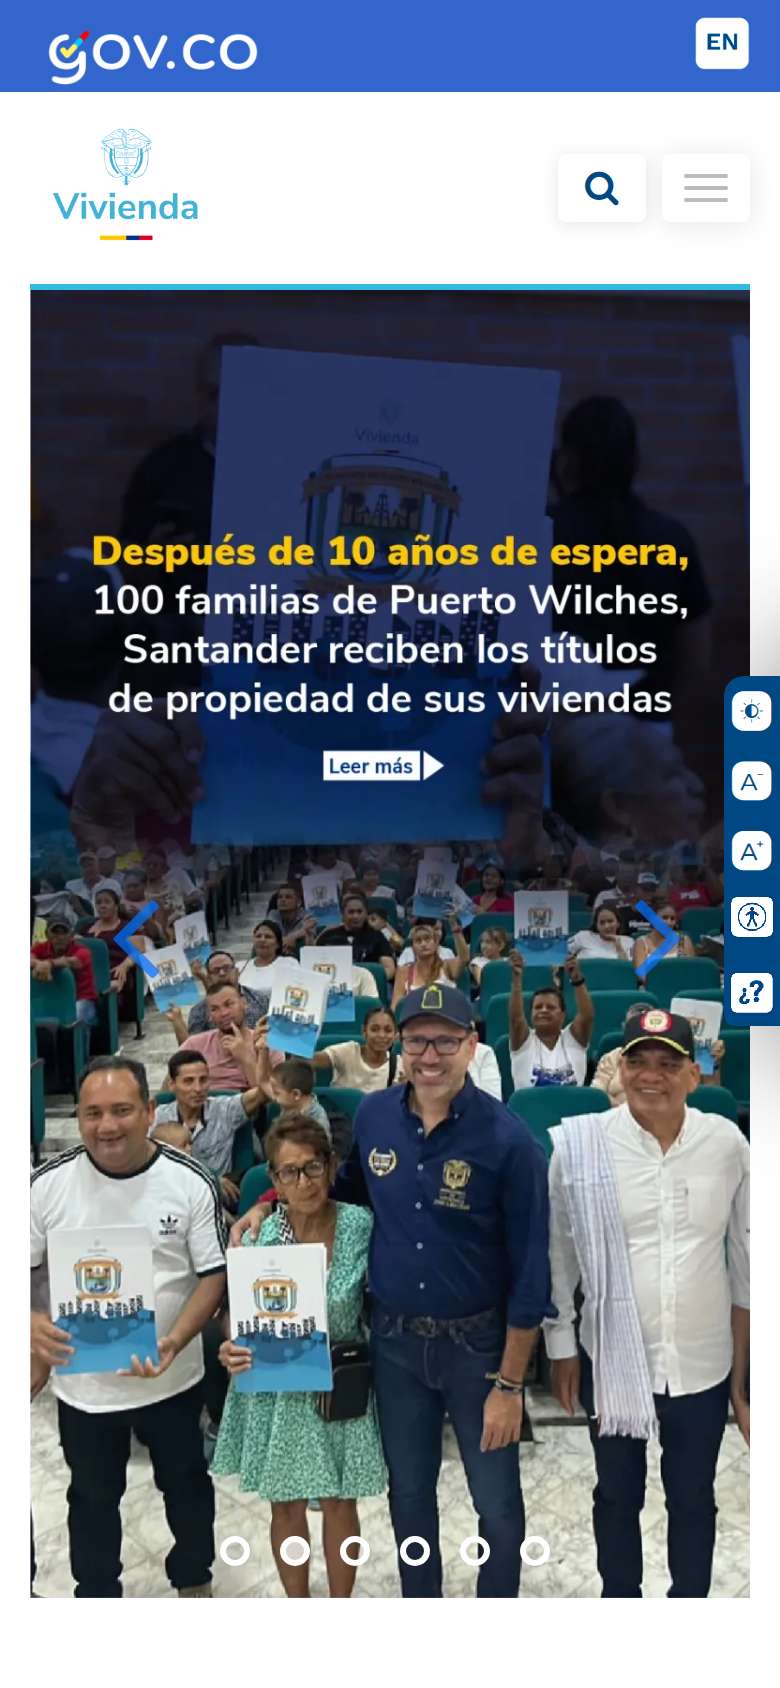 gov.co
EN
Vivienda
Vivienda
Después de 10 años de espera,
100 familias de Puerto Wilches,
Santander reciben los títulos
de propiedad de sus viviendas
Leer más
A-
A+
¿?